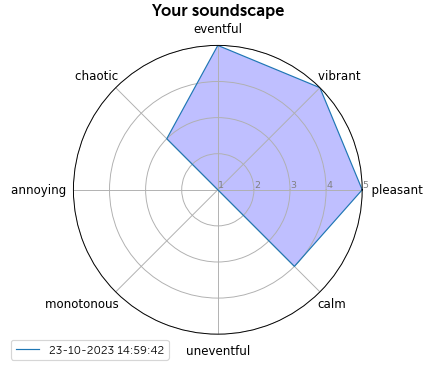 Your soundscape
eventful
chaotic
vibrant
annoying
1
2
3
4
5
pleasant
monotonous
calm
uneventful
23-10-2023 14:59:42